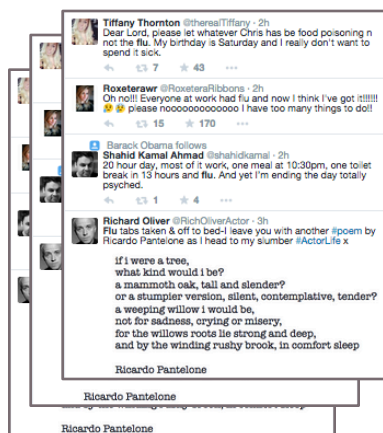 Tiffany Thornton @therealTiffany · 2h
Dear Lord, please let whatever Chris has be food poisoning n
not the flu. My birthday is Saturday and I really don't want to
spend it sick.
7 43
Roxeterawr @RoxeteraRibbons · 2h
Oh no!!! Everyone at work had flu and now I think I've got it!!!!!!
please nooooooooooooo I have too many things to do!!
15 170
Barack Obama follows
Shahid Kamal Ahmad @shahidkamal · 2h
20 hour day, most of it work, one meal at 10:30pm, one toilet
break in 13 hours and flu. And yet I'm ending the day totally
psyched.
1 4
Richard Oliver @RichOliverActor · 3h
Flu tabs taken & off to bed-I leave you with another #poem by
Ricardo Pantelone as I head to my slumber #ActorLife x
if i were a tree,
what kind would i be?
a mammoth oak, tall and slender?
or a stumpier version, silent, contemplative, tender?
a weeping willow i would be,
not for sadness, crying or misery,
for the willows roots lie strong and deep,
and by the winding rushy brook, in comfort sleep
Ricardo Pantelone
Ricardo Pantelone
Ricardo Pantelone